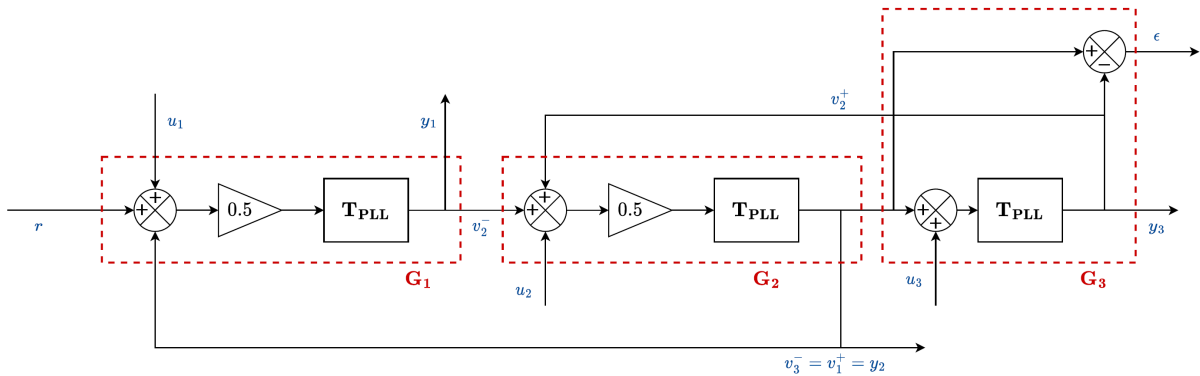 ϵ
+
−
v₂⁺
u₁
y₁
+
+
0.5
T_PLL
r
G₁
v₂⁻
+
+
0.5
T_PLL
u₂
G₂
+
+
T_PLL
y₃
u₃
G₃
v₃⁻ = v₁⁺ = y₂